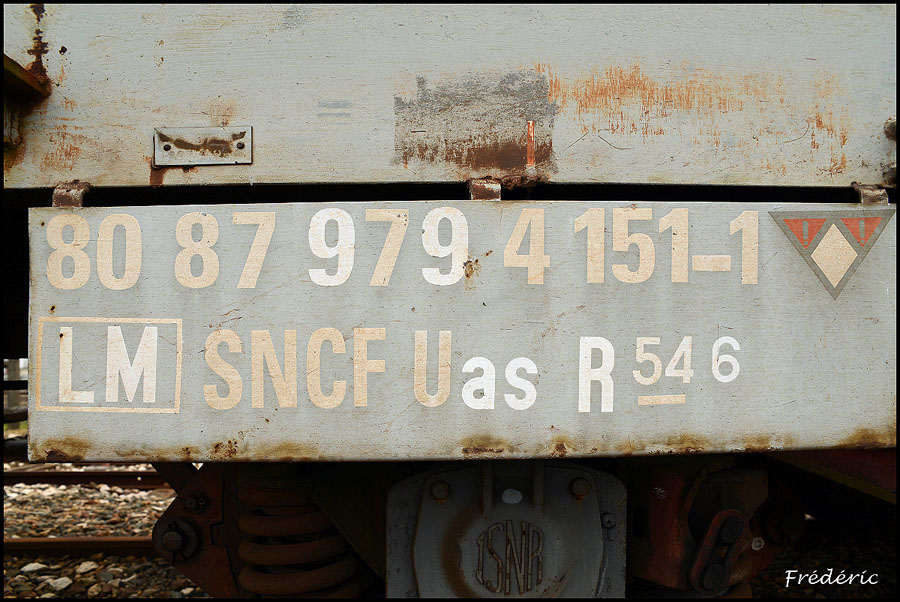 80 87 979 4 151-1
LM SNCF Uas R 54 6
SNR
Frédéric